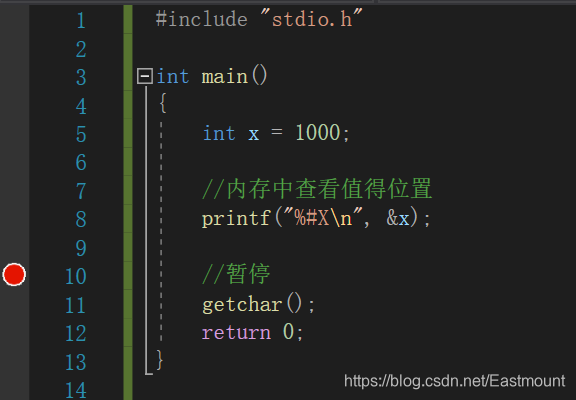 1 #include "stdio.h"
2
3 int main()
4 {
5 int x = 1000;
6
7 //内存中查看值得位置
8 printf("%#X\n", &x);
9
10 //暂停
11 getchar();
12 return 0;
13 }
14
https://blog.csdn.net/Eastmount